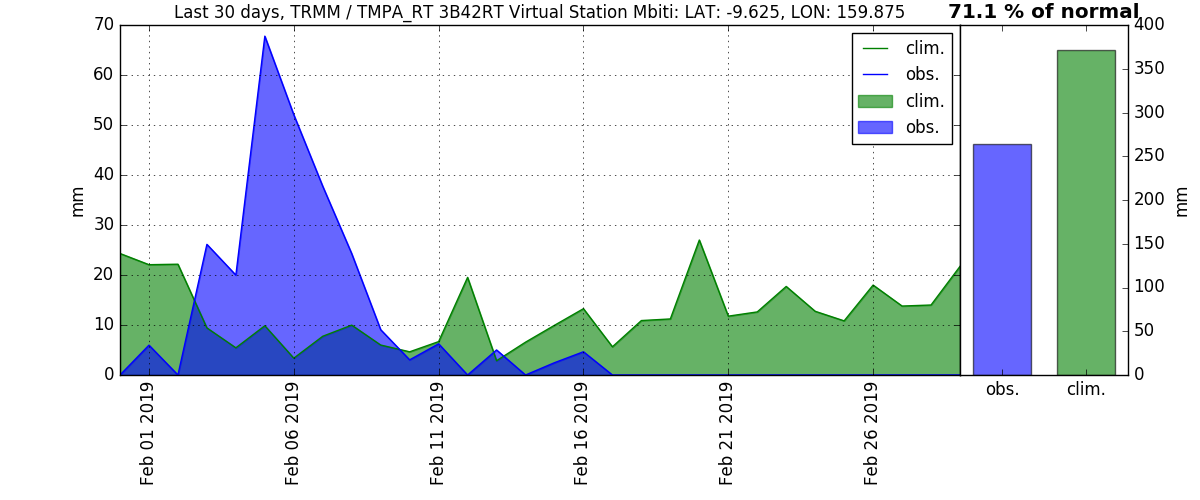 Last 30 days, TRMM / TMPA_RT 3B42RT Virtual Station Mbiti: LAT: -9.625, LON: 159.875
71.1 % of normal
70
60
50
40
30
20
10
0
mm
clim.
obs.
clim.
obs.
Feb 01 2019
Feb 06 2019
Feb 11 2019
Feb 16 2019
Feb 21 2019
Feb 26 2019
400
350
300
250
200
150
100
50
0
mm
obs.
clim.